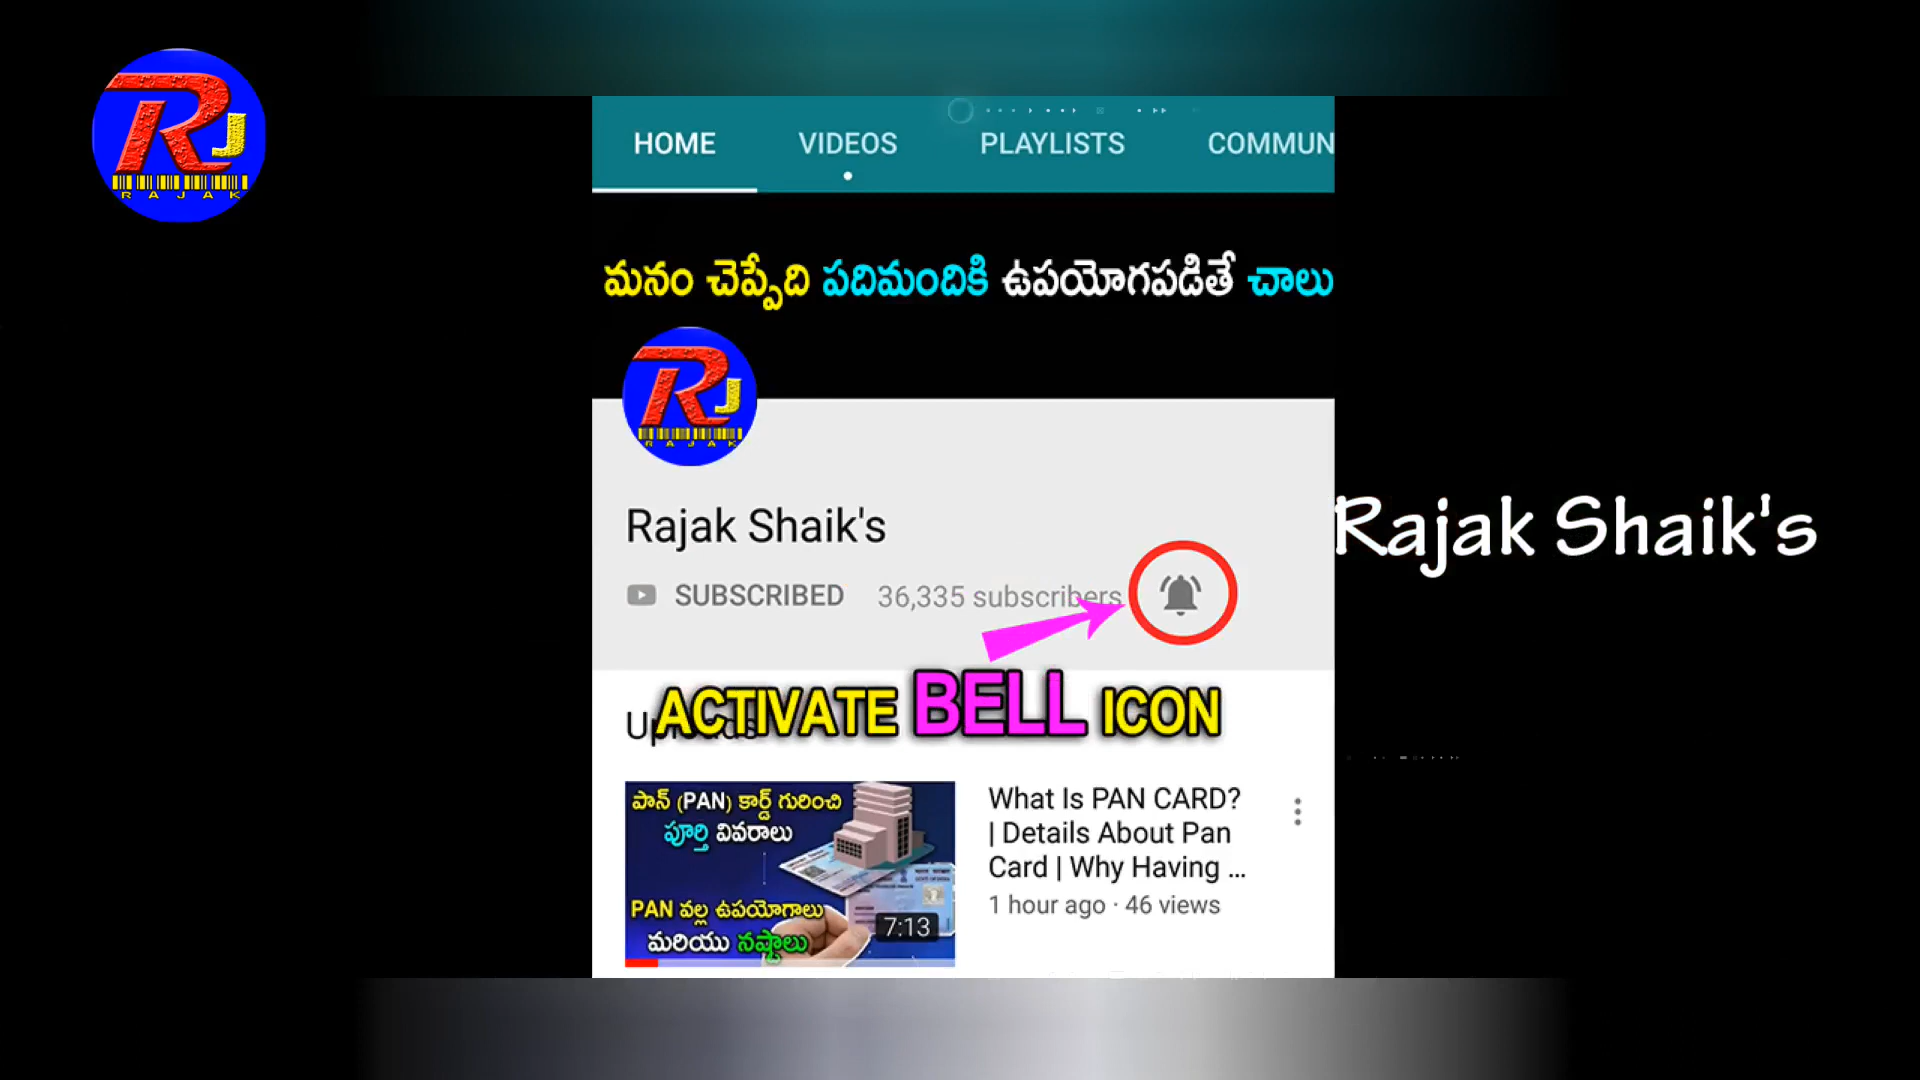 RJ
RAJAK
HOME VIDEOS PLAYLISTS COMMUN
మనం చెప్పేది పదిమందికి ఉపయోగపడితే చాలు
RJ
RAJAK
Rajak Shaik's
Rajak Shaik's
SUBSCRIBED 36,335 subscribers
ACTIVATE BELL ICON
Uploads
పాన్ (PAN) కార్డ్ గురించి
పూర్తి వివరాలు
PAN వల్ల ఉపయోగాలు
మరియు నష్టాలు
7:13
What Is PAN CARD?
| Details About Pan
Card | Why Having ...
1 hour ago · 46 views